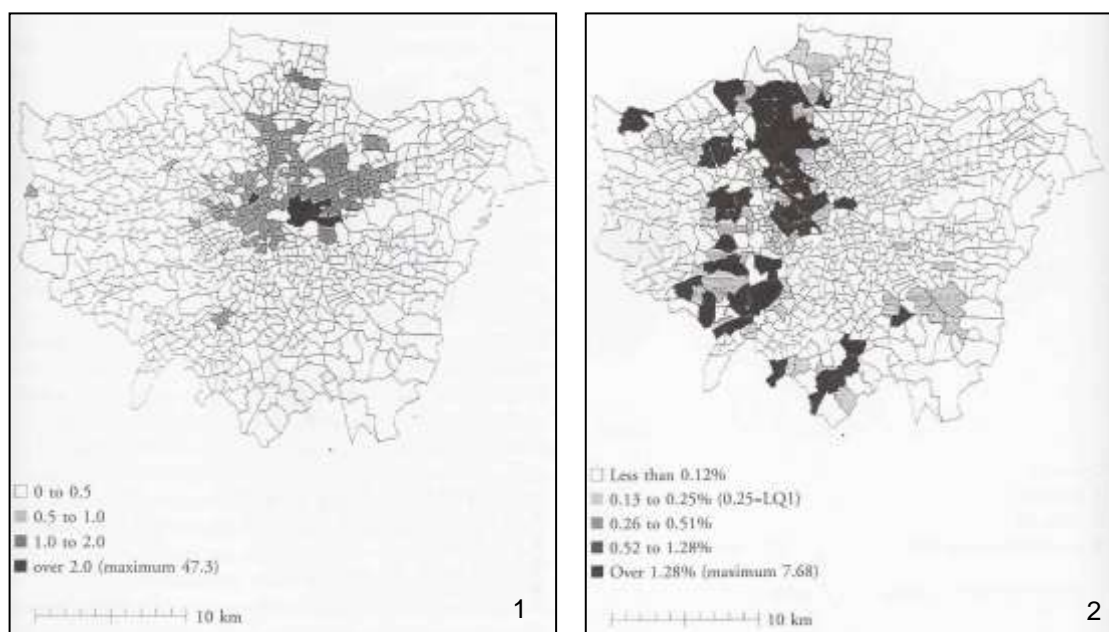 0 to 0.5
0.5 to 1.0
1.0 to 2.0
over 2.0 (maximum 47.3)
10 km
1
Less than 0.12%
0.13 to 0.25% (0.25=LQ1)
0.26 to 0.51%
0.52 to 1.28%
Over 1.28% (maximum 7.68)
10 km
2